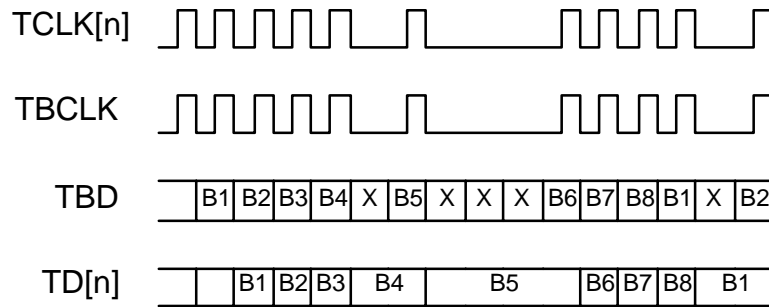 TCLK[n]
TBCLK
TBD B1 B2 B3 B4 X B5 X X X B6 B7 B8 B1 X B2
TD[n] B1 B2 B3 B4 B5 B6 B7 B8 B1